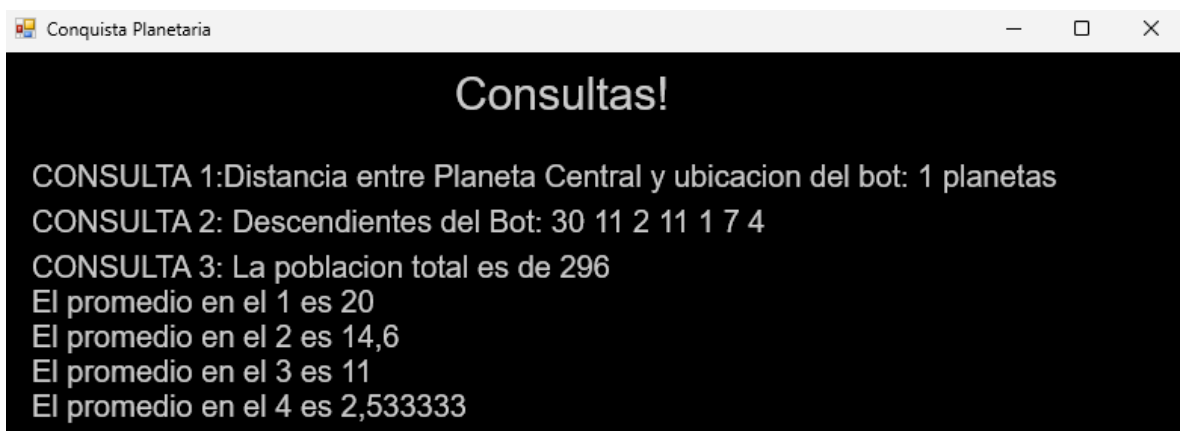 Conquista Planetaria
Consultas!
CONSULTA 1:Distancia entre Planeta Central y ubicacion del bot: 1 planetas
CONSULTA 2: Descendientes del Bot: 30 11 2 11 1 7 4
CONSULTA 3: La poblacion total es de 296
El promedio en el 1 es 20
El promedio en el 2 es 14,6
El promedio en el 3 es 11
El promedio en el 4 es 2,533333